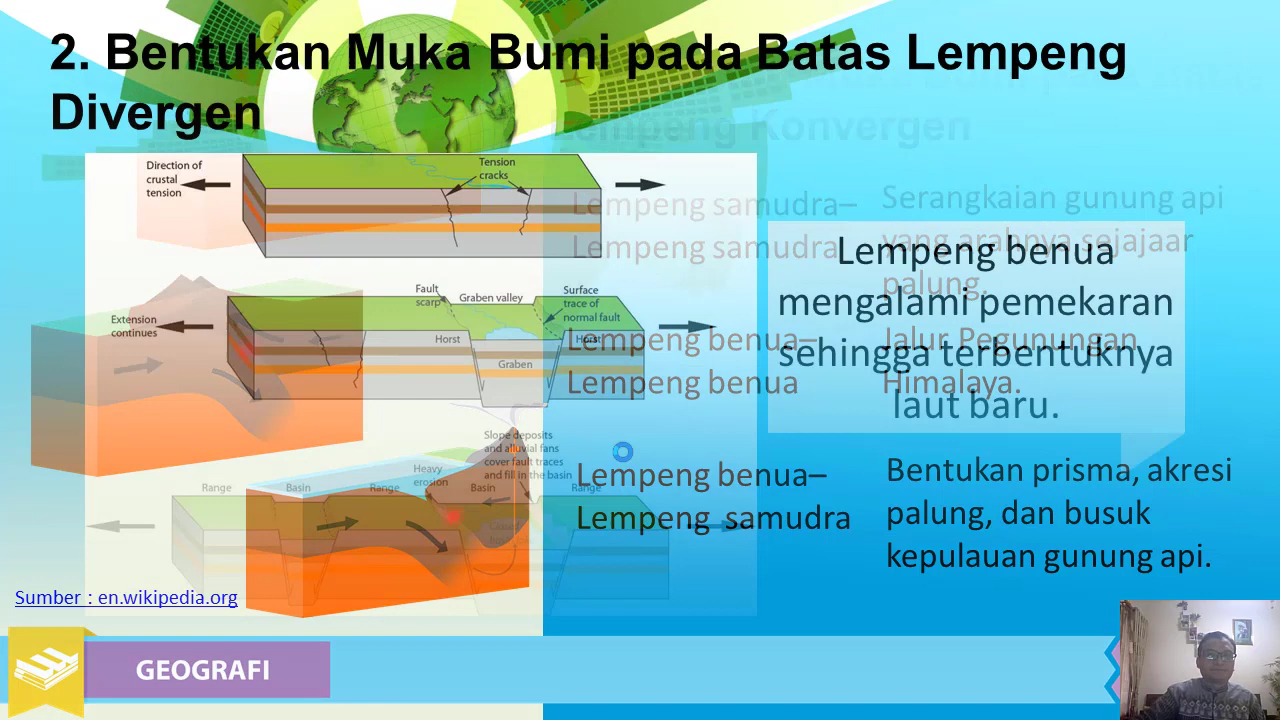 2. Bentukan Muka Bumi pada Batas Lempeng
Divergen
Lempeng Konvergen
Direction of
crustal
tension
Tension
cracks
Extension
continues
Fault
scarp
Graben valley
Surface
trace of
normal fault
Horst
Horst
Graben
Slope deposits
and alluvial fans
cover fault traces
and fill in the basin
Heavy
erosion
Range
Basin
Range
Basin
Range
Lempeng samudra–
Lempeng samudra
Serangkaian gunung api
yang arahnya sejajaar
palung.
Lempeng benua–
Lempeng benua
Jalur Pegunungan
Himalaya.
Lempeng benua
mengalami pemekaran
sehingga terbentuknya
laut baru.
Lempeng benua–
Lempeng samudra
Bentukan prisma, akresi
palung, dan busuk
kepulauan gunung api.
Sumber : en.wikipedia.org
GEOGRAFI